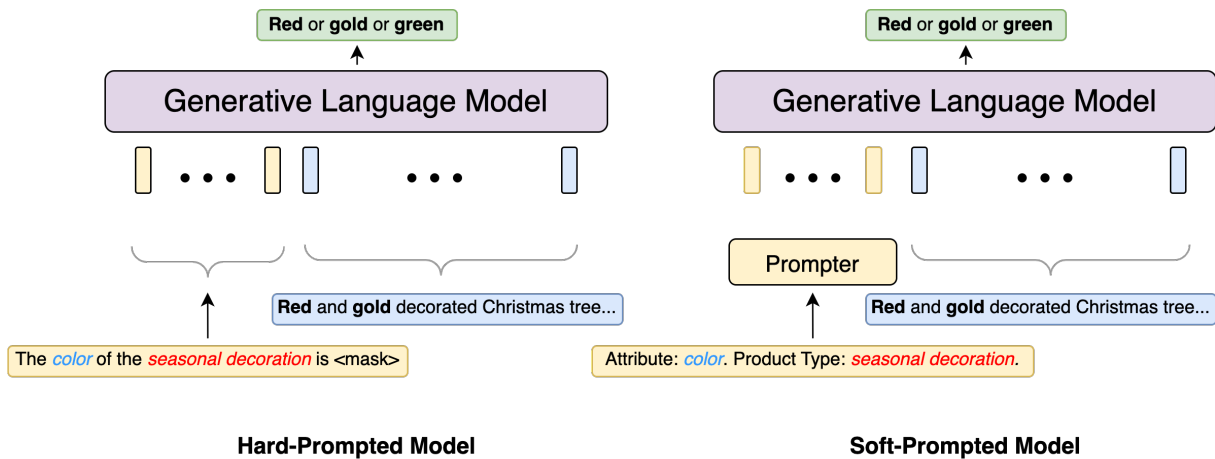 Red or gold or green
Generative Language Model
The color of the seasonal decoration is <mask>
Red and gold decorated Christmas tree...
Hard-Prompted Model
Red or gold or green
Generative Language Model
Prompter
Red and gold decorated Christmas tree...
Attribute: color. Product Type: seasonal decoration.
Soft-Prompted Model